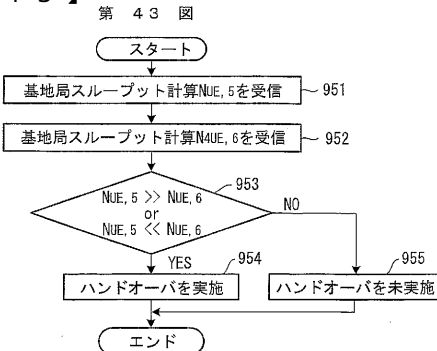 第 43 図
スタート
基地局スループット計算NUE, 5を受信
951
基地局スループット計算N4UE, 6を受信
952
953
NUE, 5 >> NUE, 6
or
NUE, 5 << NUE, 6
NO
YES
954
955
ハンドオーバを実施
ハンドオーバを未実施
エンド